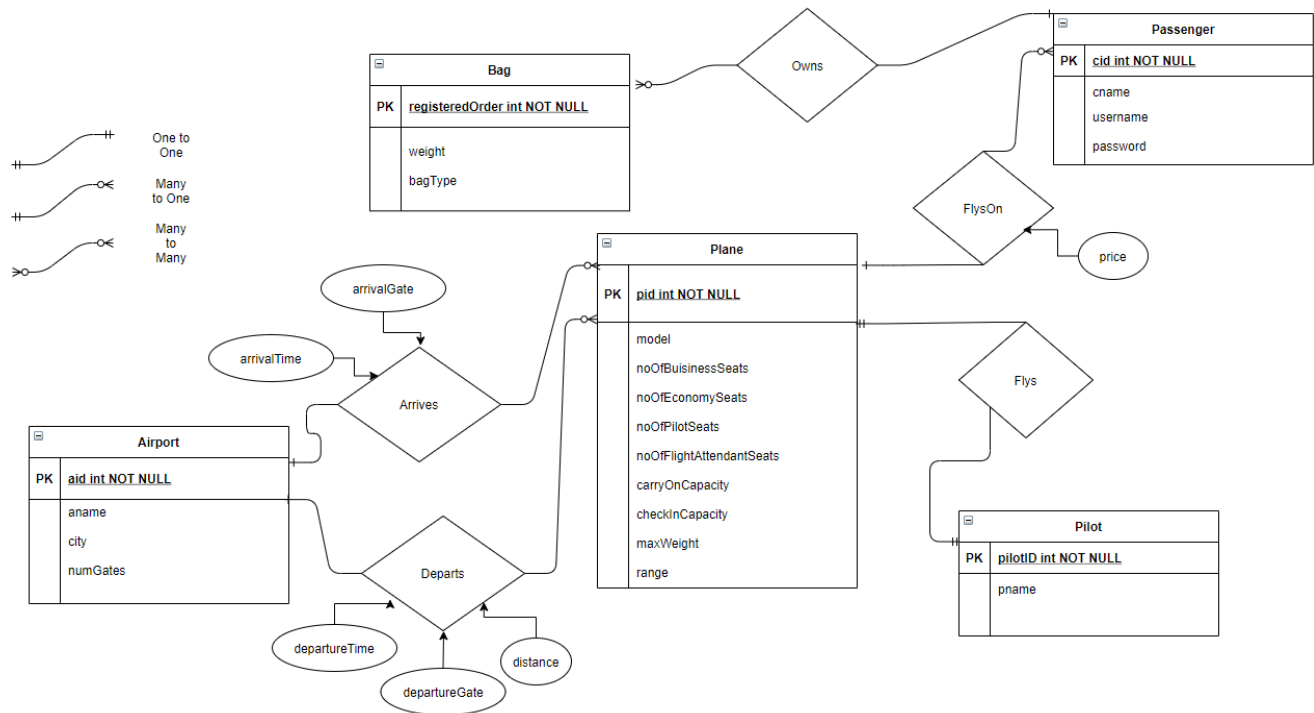 One to
One
Many
to One
Many
to
Many
Bag
PK registeredOrder int NOT NULL
weight
bagType
Owns
Passenger
PK cid int NOT NULL
cname
username
password
FlysOn
price
Plane
PK pid int NOT NULL
model
noOfBuisinessSeats
noOfEconomySeats
noOfPilotSeats
noOfFlightAttendantSeats
carryOnCapacity
checkInCapacity
maxWeight
range
arrivalGate
arrivalTime
Arrives
Flys
Airport
PK aid int NOT NULL
aname
city
numGates
Departs
departureTime
departureGate
distance
Pilot
PK pilotID int NOT NULL
pname